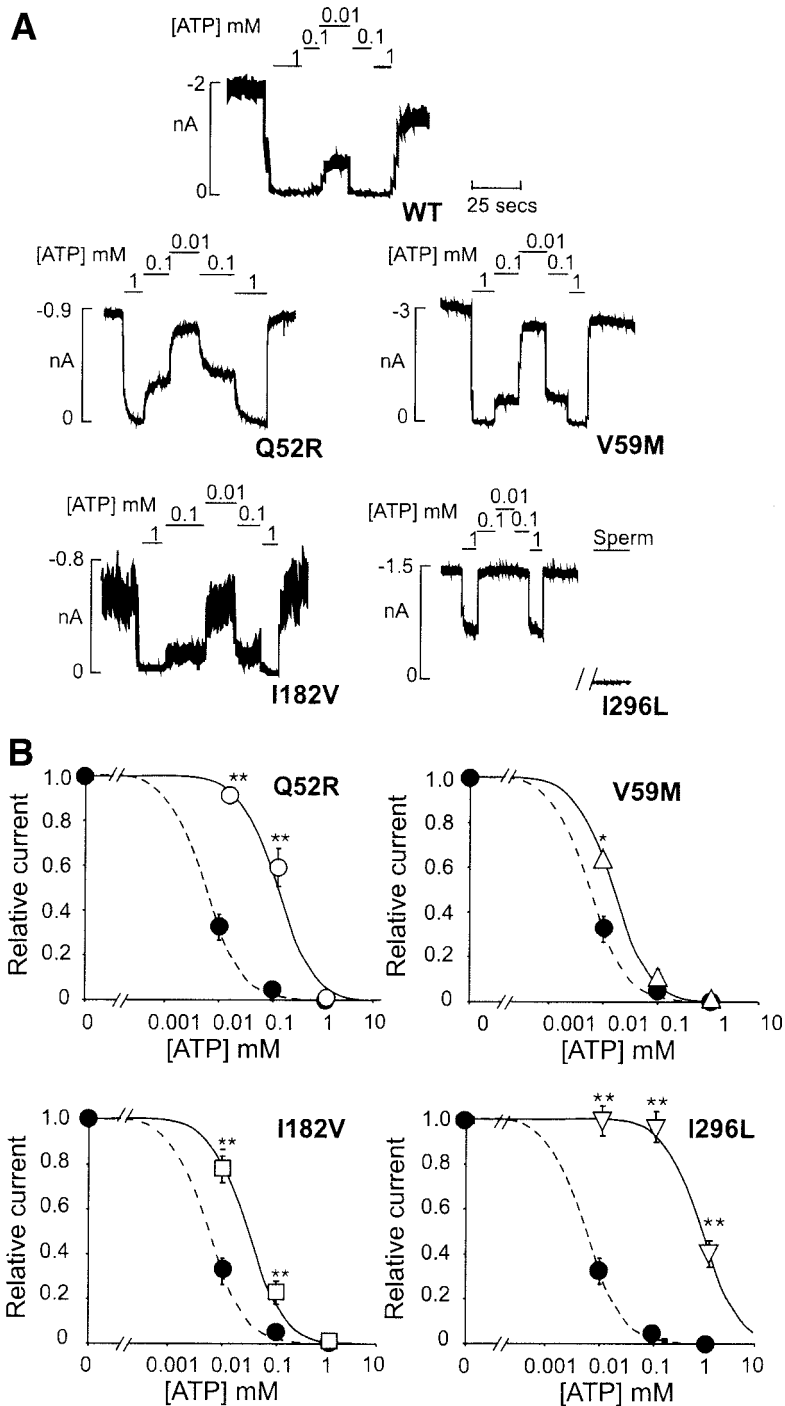 A
[ATP] mM
0.01
0.1 0.1
1 1
-2
nA
0
WT
25 secs
[ATP] mM
0.01
0.1 0.1
1 1
-0.9
nA
0
Q52R
[ATP] mM
0.01
0.1 0.1
1 1
-3
nA
0
V59M
[ATP] mM
0.01
0.1 0.1
1 1
-0.8
nA
0
I182V
[ATP] mM
0.01
0.1 0.1
1 1
Sperm
-1.5
nA
0
I296L
B
Q52R
** **
Relative current
1.0
0.8
0.6
0.4
0.2
0
0 0.001 0.01 0.1 1 10
[ATP] mM
V59M
*
Relative current
1.0
0.8
0.6
0.4
0.2
0
0 0.001 0.01 0.1 1 10
[ATP] mM
I182V
** **
Relative current
1.0
0.8
0.6
0.4
0.2
0
0 0.001 0.01 0.1 1 10
[ATP] mM
I296L
** ** **
Relative current
1.0
0.8
0.6
0.4
0.2
0
0 0.001 0.01 0.1 1 10
[ATP] mM